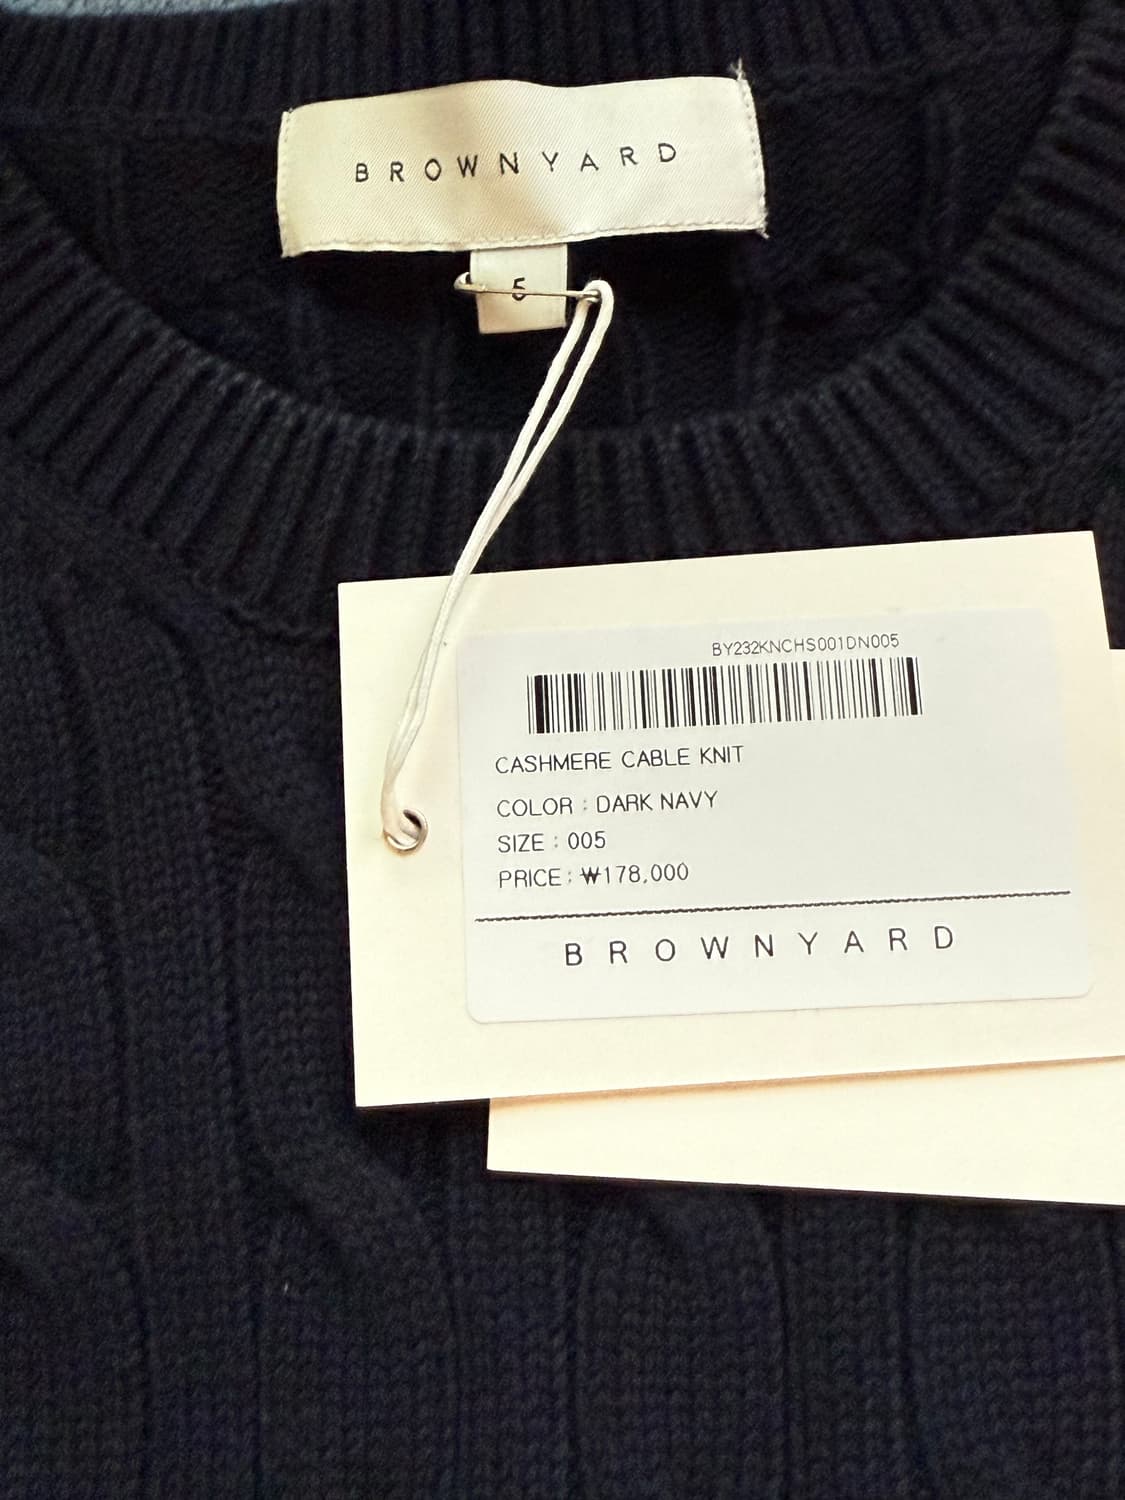 BROWNYARD
5
BY232KNCHS001DN005
CASHMERE CABLE KNIT
COLOR : DARK NAVY
SIZE : 005
PRICE : ₩178,000
BROWNYARD